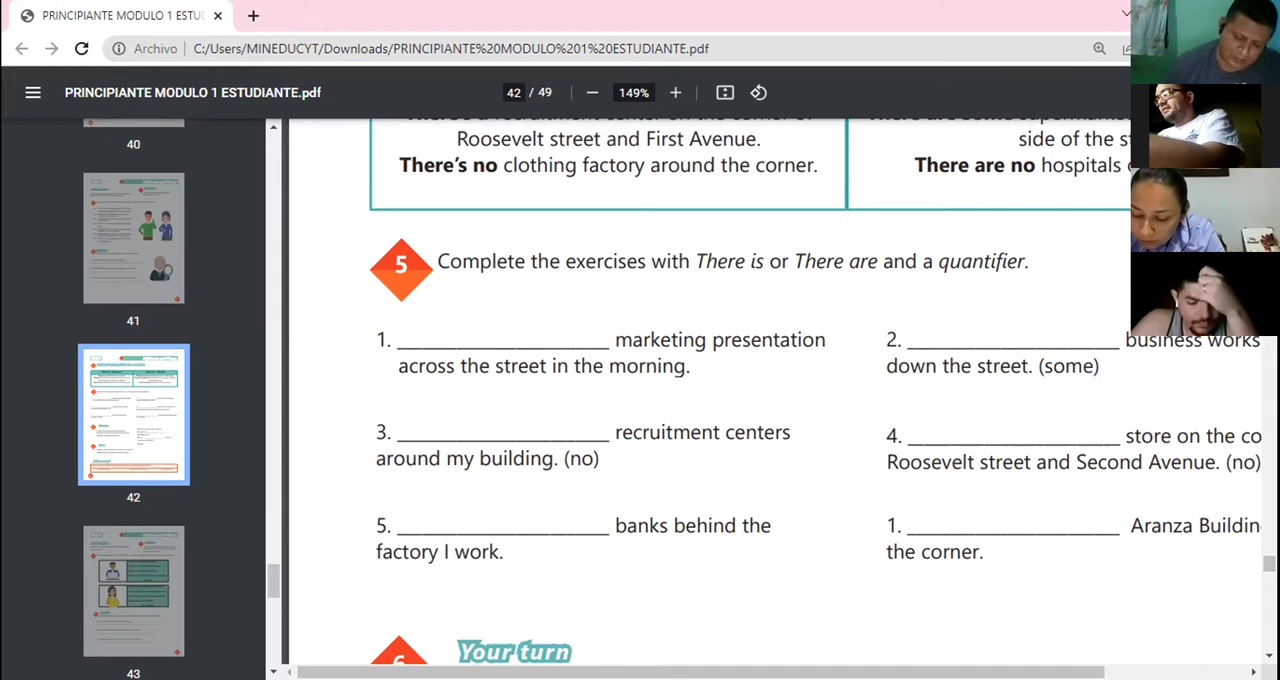 PRINCIPIANTE MODULO 1 ESTU
Archivo C:/Users/MINEDUCYT/Downloads/PRINCIPIANTE%20MODULO%201%20ESTUDIANTE.pdf
PRINCIPIANTE MODULO 1 ESTUDIANTE.pdf
42 / 49
149%
40
41
42
43
Roosevelt street and First Avenue.
There's no clothing factory around the corner.
side of the
There are no hospitals
5 Complete the exercises with There is or There are and a quantifier.
1. ____________________ marketing presentation
across the street in the morning.
2. ____________________ business works
down the street. (some)
3. ____________________ recruitment centers
around my building. (no)
4. ____________________ store on the co
Roosevelt street and Second Avenue. (no)
5. ____________________ banks behind the
factory I work.
1. ____________________ Aranza Buildin
the corner.
6 Your turn